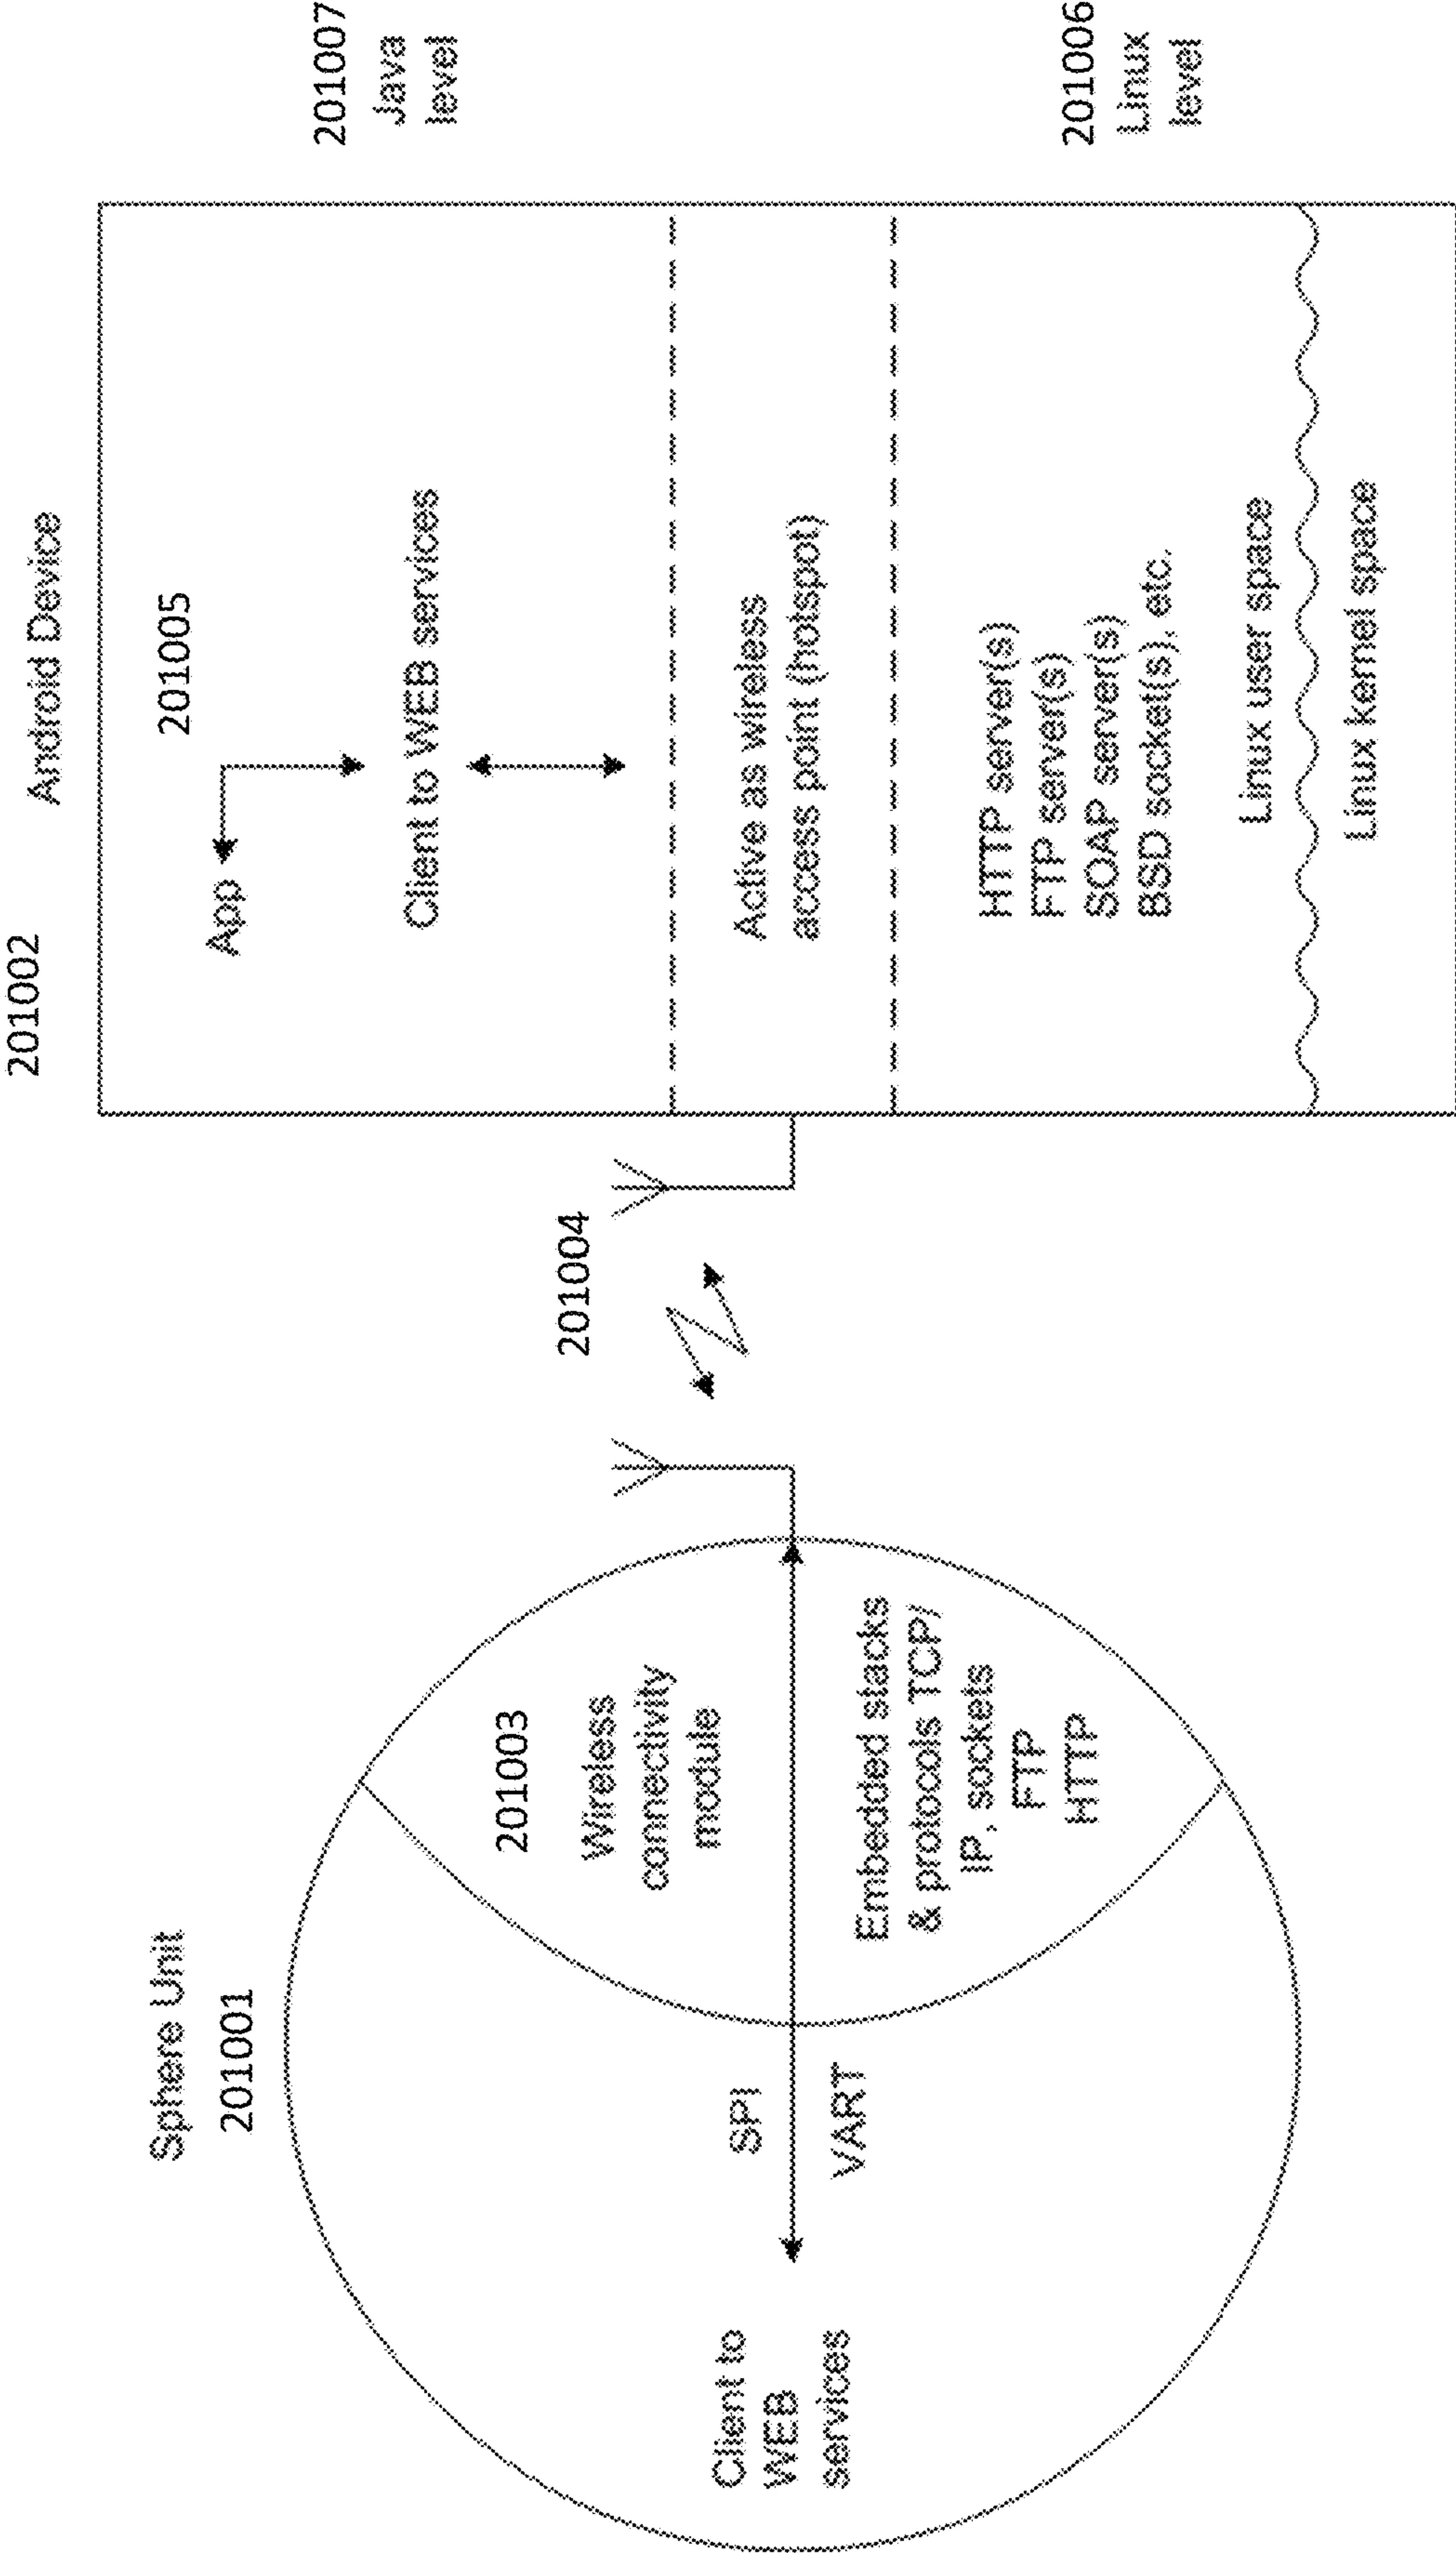 Sphere Unit
201001
Client to
WEB
services
SPI
VART
201003
Wireless
connectivity
module
Embedded stacks
& protocols TCP/
IP, sockets
FTP
HTTP
201004
201002
Android Device
App
201005
Client to WEB services
Active as wireless
access point (hotspot)
HTTP server(s)
FTP server(s)
SOAP server(s)
BSD socket(s), etc.
Linux user space
Linux kernel space
201007
Java
level
201006
Linux
level